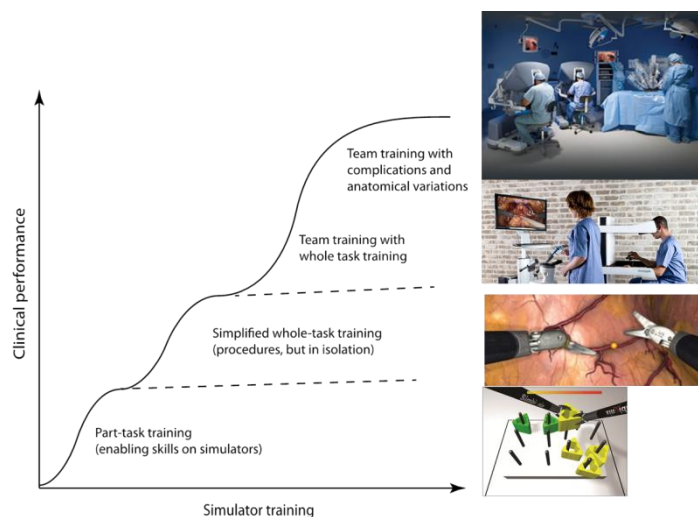 Clinical performance
Team training with
complications and
anatomical variations
Team training with
whole task training
Simplified whole-task training
(procedures, but in isolation)
Part-task training
(enabling skills on simulators)
Simulator training